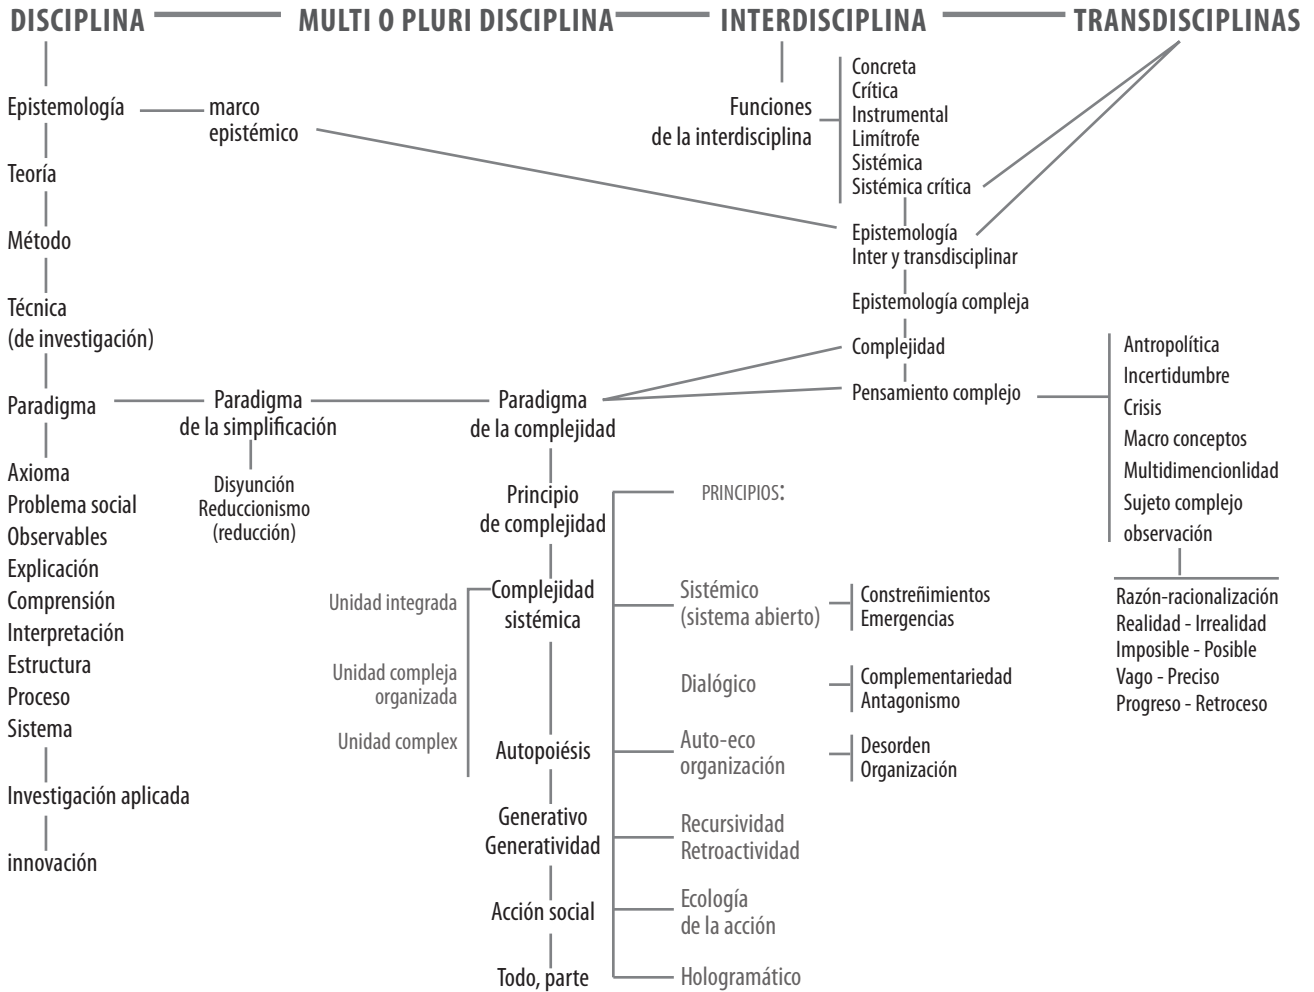 DISCIPLINA
MULTI O PLURI DISCIPLINA
INTERDISCIPLINA
TRANSDISCIPLINAS
Epistemología
marco
epistémico
Teoría
Método
Técnica
(de investigación)
Paradigma
Axioma
Problema social
Observables
Explicación
Comprensión
Interpretación
Estructura
Proceso
Sistema
Investigación aplicada
innovación
Paradigma
de la simplificación
Disyunción
Reduccionismo
(reducción)
Paradigma
de la complejidad
Principio
de complejidad
Complejidad
sistémica
Unidad integrada
Unidad compleja
organizada
Unidad complex
Autopoiésis
Generativo
Generatividad
Acción social
Todo, parte
Funciones
de la interdisciplina
Concreta
Crítica
Instrumental
Limítrofe
Sistémica
Sistémica crítica
Epistemología
Inter y transdisciplinar
Epistemología compleja
Complejidad
Pensamiento complejo
PRINCIPIOS:
Sistémico
(sistema abierto)
Constreñimientos
Emergencias
Dialógico
Complementariedad
Antagonismo
Auto-eco
organización
Desorden
Organización
Recursividad
Retroactividad
Ecología
de la acción
Hologramático
Antropolítica
Incertidumbre
Crisis
Macro conceptos
Multidimencionlidad
Sujeto complejo
observación
Razón-racionalización
Realidad - Irrealidad
Imposible - Posible
Vago - Preciso
Progreso - Retroceso